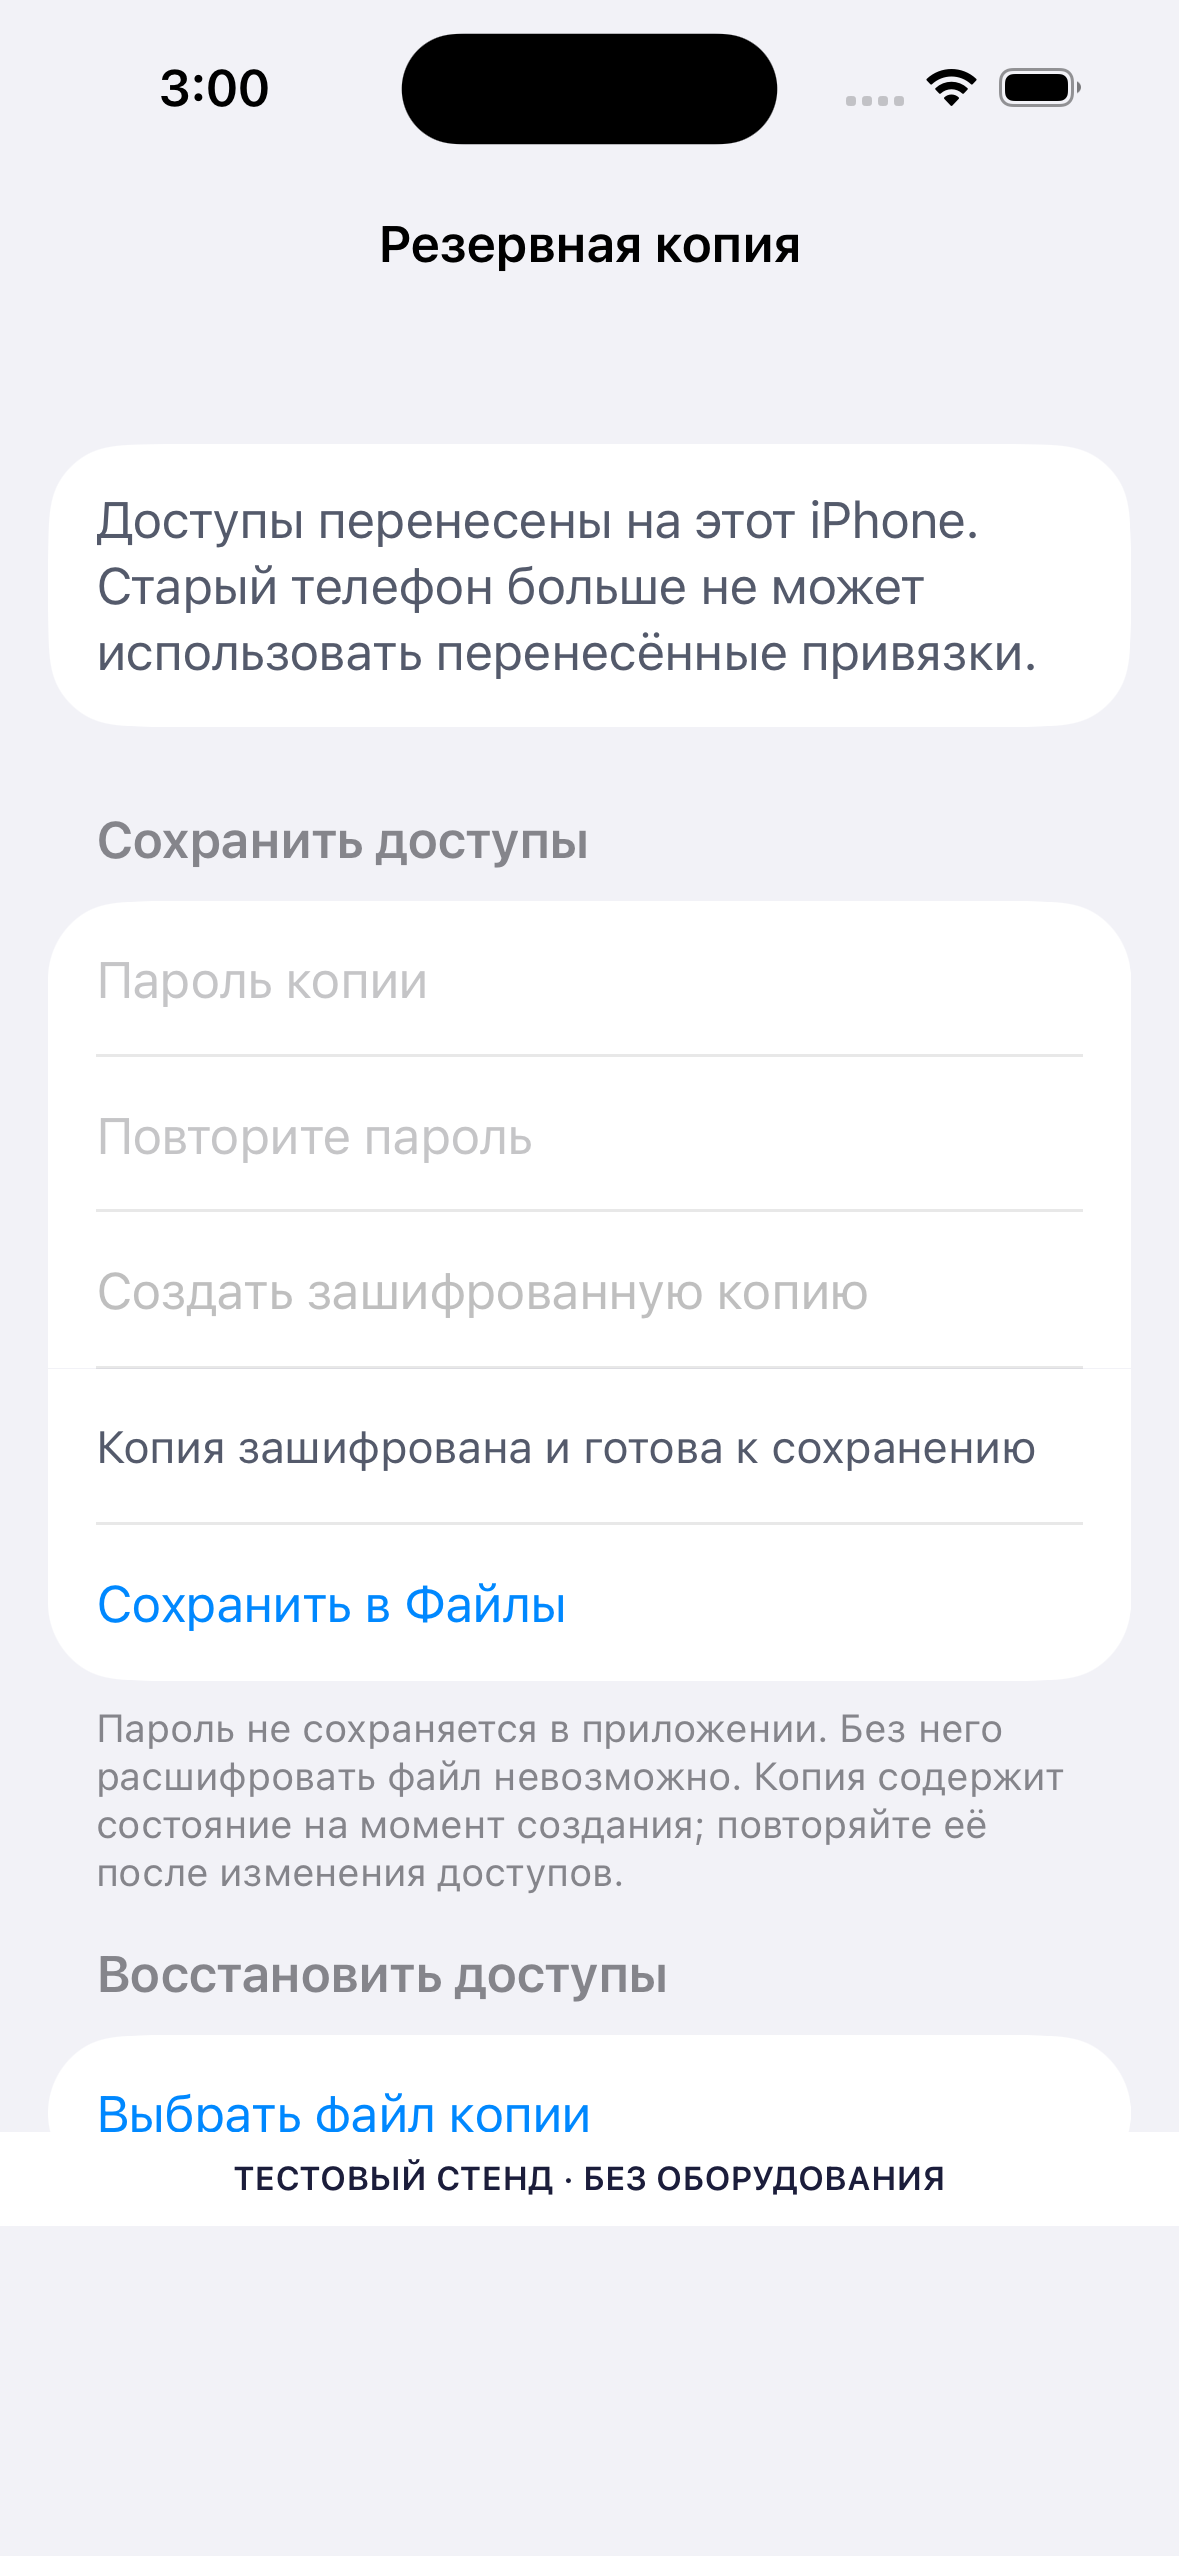 3:00
Резервная копия
Доступы перенесены на этот iPhone.
Старый телефон больше не может
использовать перенесённые привязки.
Сохранить доступы
Пароль копии
Повторите пароль
Создать зашифрованную копию
Копия зашифрована и готова к сохранению
Сохранить в Файлы
Пароль не сохраняется в приложении. Без него
расшифровать файл невозможно. Копия содержит
состояние на момент создания; повторяйте её
после изменения доступов.
Восстановить доступы
Выбрать файл копии
ТЕСТОВЫЙ СТЕНД · БЕЗ ОБОРУДОВАНИЯ